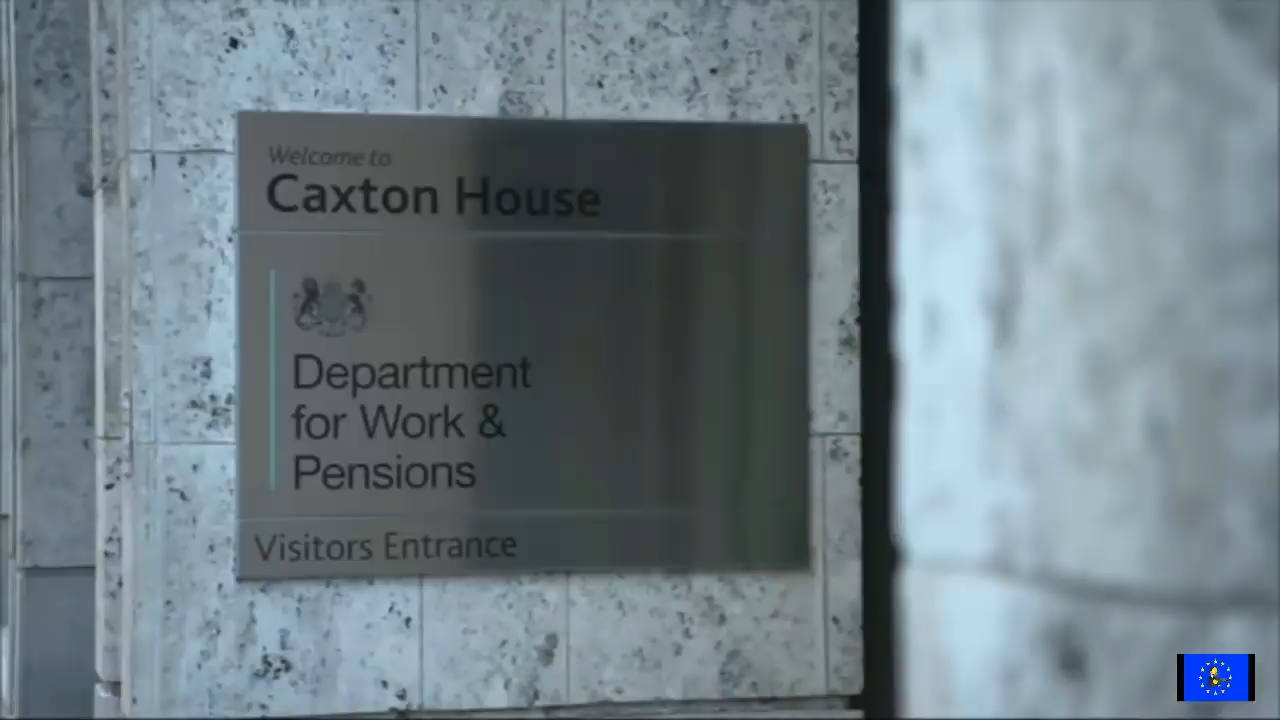 Welcome to
Caxton House
Department
for Work &
Pensions
Visitors Entrance